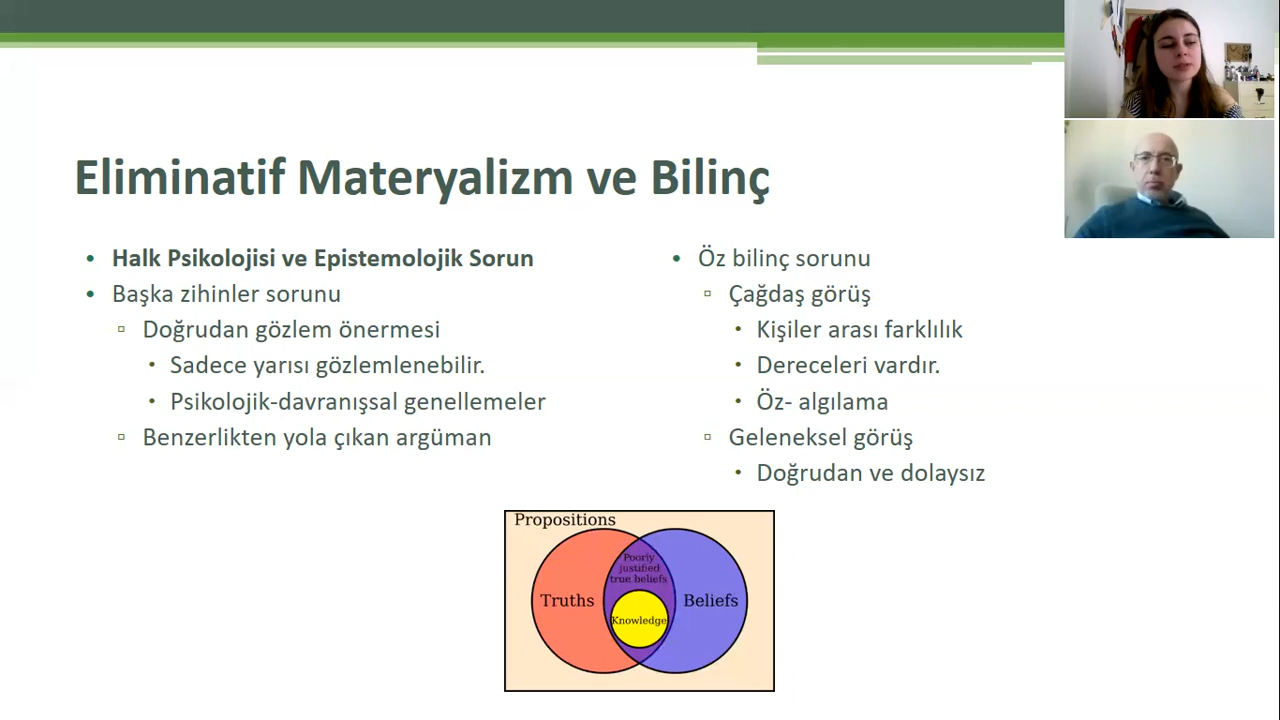 Eliminatif Materyalizm ve Bilinç
• Halk Psikolojisi ve Epistemolojik Sorun
• Başka zihinler sorunu
▫ Doğrudan gözlem önermesi
• Sadece yarısı gözlemlenebilir.
• Psikolojik-davranışsal genellemeler
▫ Benzerlikten yola çıkan argüman
• Öz bilinç sorunu
▫ Çağdaş görüş
• Kişiler arası farklılık
• Dereceleri vardır.
• Öz- algılama
▫ Geleneksel görüş
• Doğrudan ve dolaysız
Propositions
Poorly
justified
true beliefs
Truths
Beliefs
Knowledge